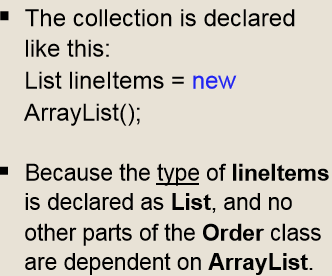 ▪ The collection is declared
like this:
List lineItems = new
ArrayList();
▪ Because the type of lineItems
is declared as List, and no
other parts of the Order class
are dependent on ArrayList.